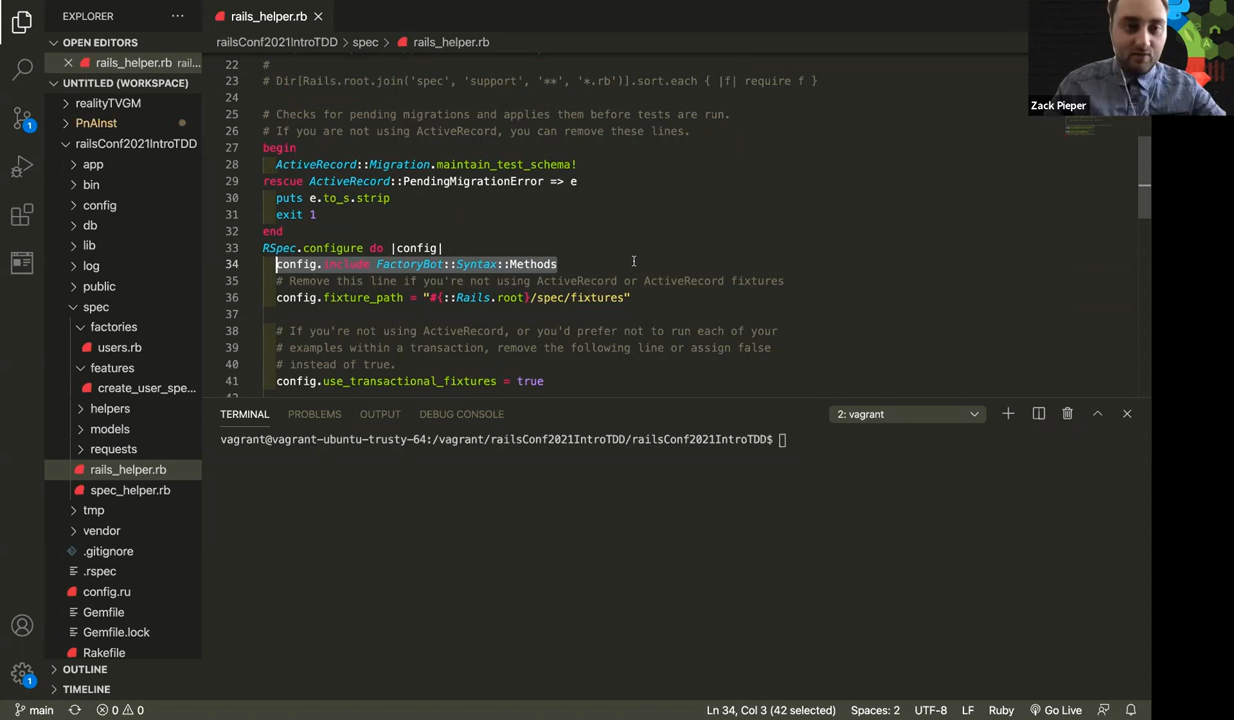 EXPLORER
OPEN EDITORS
rails_helper.rb rail...
UNTITLED (WORKSPACE)
realityTVGM
PnAInst
railsConf2021IntroTDD
app
bin
config
db
lib
log
public
spec
factories
users.rb
features
create_user_spe...
helpers
models
requests
rails_helper.rb
spec_helper.rb
tmp
vendor
.gitignore
.rspec
config.ru
Gemfile
Gemfile.lock
Rakefile
OUTLINE
TIMELINE
rails_helper.rb
railsConf2021IntroTDD > spec > rails_helper.rb
22 #
23 # Dir[Rails.root.join('spec', 'support', '**', '*.rb')].sort.each { |f| require f }
24
25 # Checks for pending migrations and applies them before tests are run.
26 # If you are not using ActiveRecord, you can remove these lines.
27 begin
28 ActiveRecord::Migration.maintain_test_schema!
29 rescue ActiveRecord::PendingMigrationError => e
30 puts e.to_s.strip
31 exit 1
32 end
33 RSpec.configure do |config|
34 config.include FactoryBot::Syntax::Methods
35 # Remove this line if you're not using ActiveRecord or ActiveRecord fixtures
36 config.fixture_path = "#{::Rails.root}/spec/fixtures"
37
38 # If you're not using ActiveRecord, or you'd prefer not to run each of your
39 # examples within a transaction, remove the following line or assign false
40 # instead of true.
41 config.use_transactional_fixtures = true
Zack Pieper
TERMINAL PROBLEMS OUTPUT DEBUG CONSOLE 2: vagrant
vagrant@vagrant-ubuntu-trusty-64:/vagrant/railsConf2021IntroTDD/railsConf2021IntroTDD$
1
1
main 0 0 Ln 34, Col 3 (42 selected) Spaces: 2 UTF-8 LF Ruby Go Live